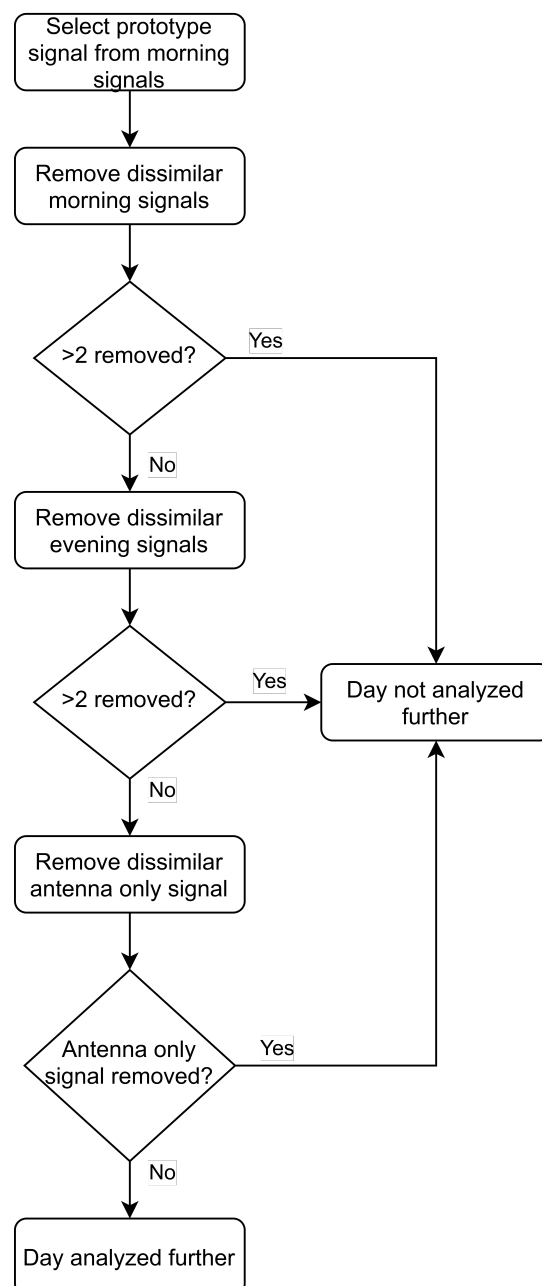 Select prototype
signal from morning
signals
Remove dissimilar
morning signals
>2 removed?
Yes
No
Remove dissimilar
evening signals
>2 removed?
Yes
Day not analyzed
further
No
Remove dissimilar
antenna only signal
Antenna only
signal removed?
Yes
No
Day analyzed further